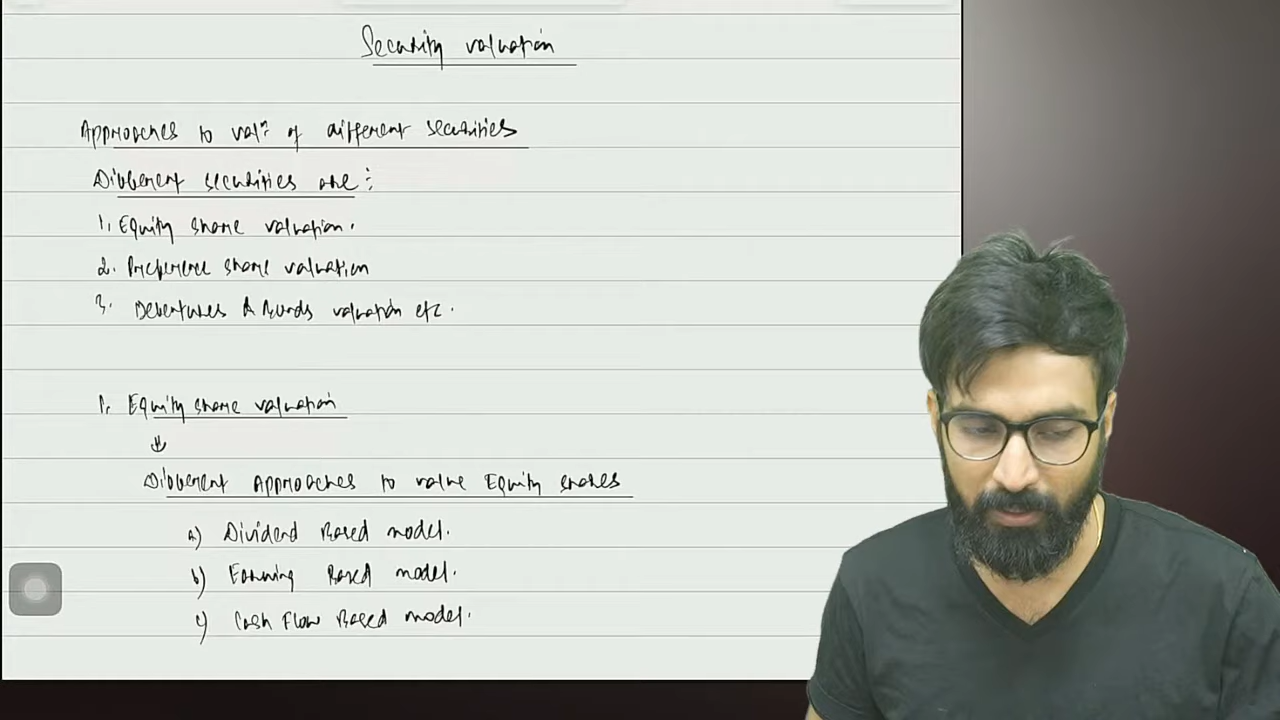 Security valuation
Approaches to valn of different securities
Different securities are :
1. Equity share valuation.
2. Preference share valuation
3. Debentures & Bonds valuation etc.
1. Equity share valuation
Different Approaches to value Equity shares
a) Dividend Based model.
b) Earning Based model.
c) Cash Flow Based model.